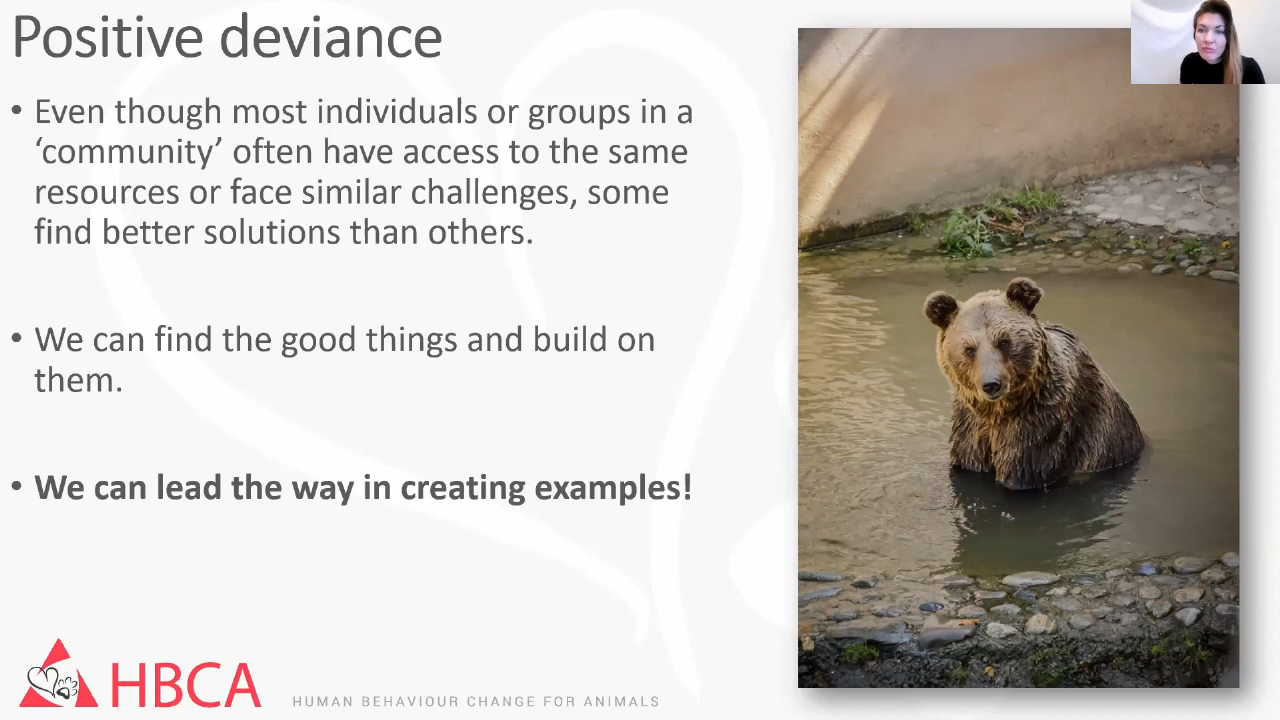 Positive deviance
• Even though most individuals or groups in a
‘community’ often have access to the same
resources or face similar challenges, some
find better solutions than others.
• We can find the good things and build on
them.
• We can lead the way in creating examples!
HBCA
HUMAN BEHAVIOUR CHANGE FOR ANIMALS